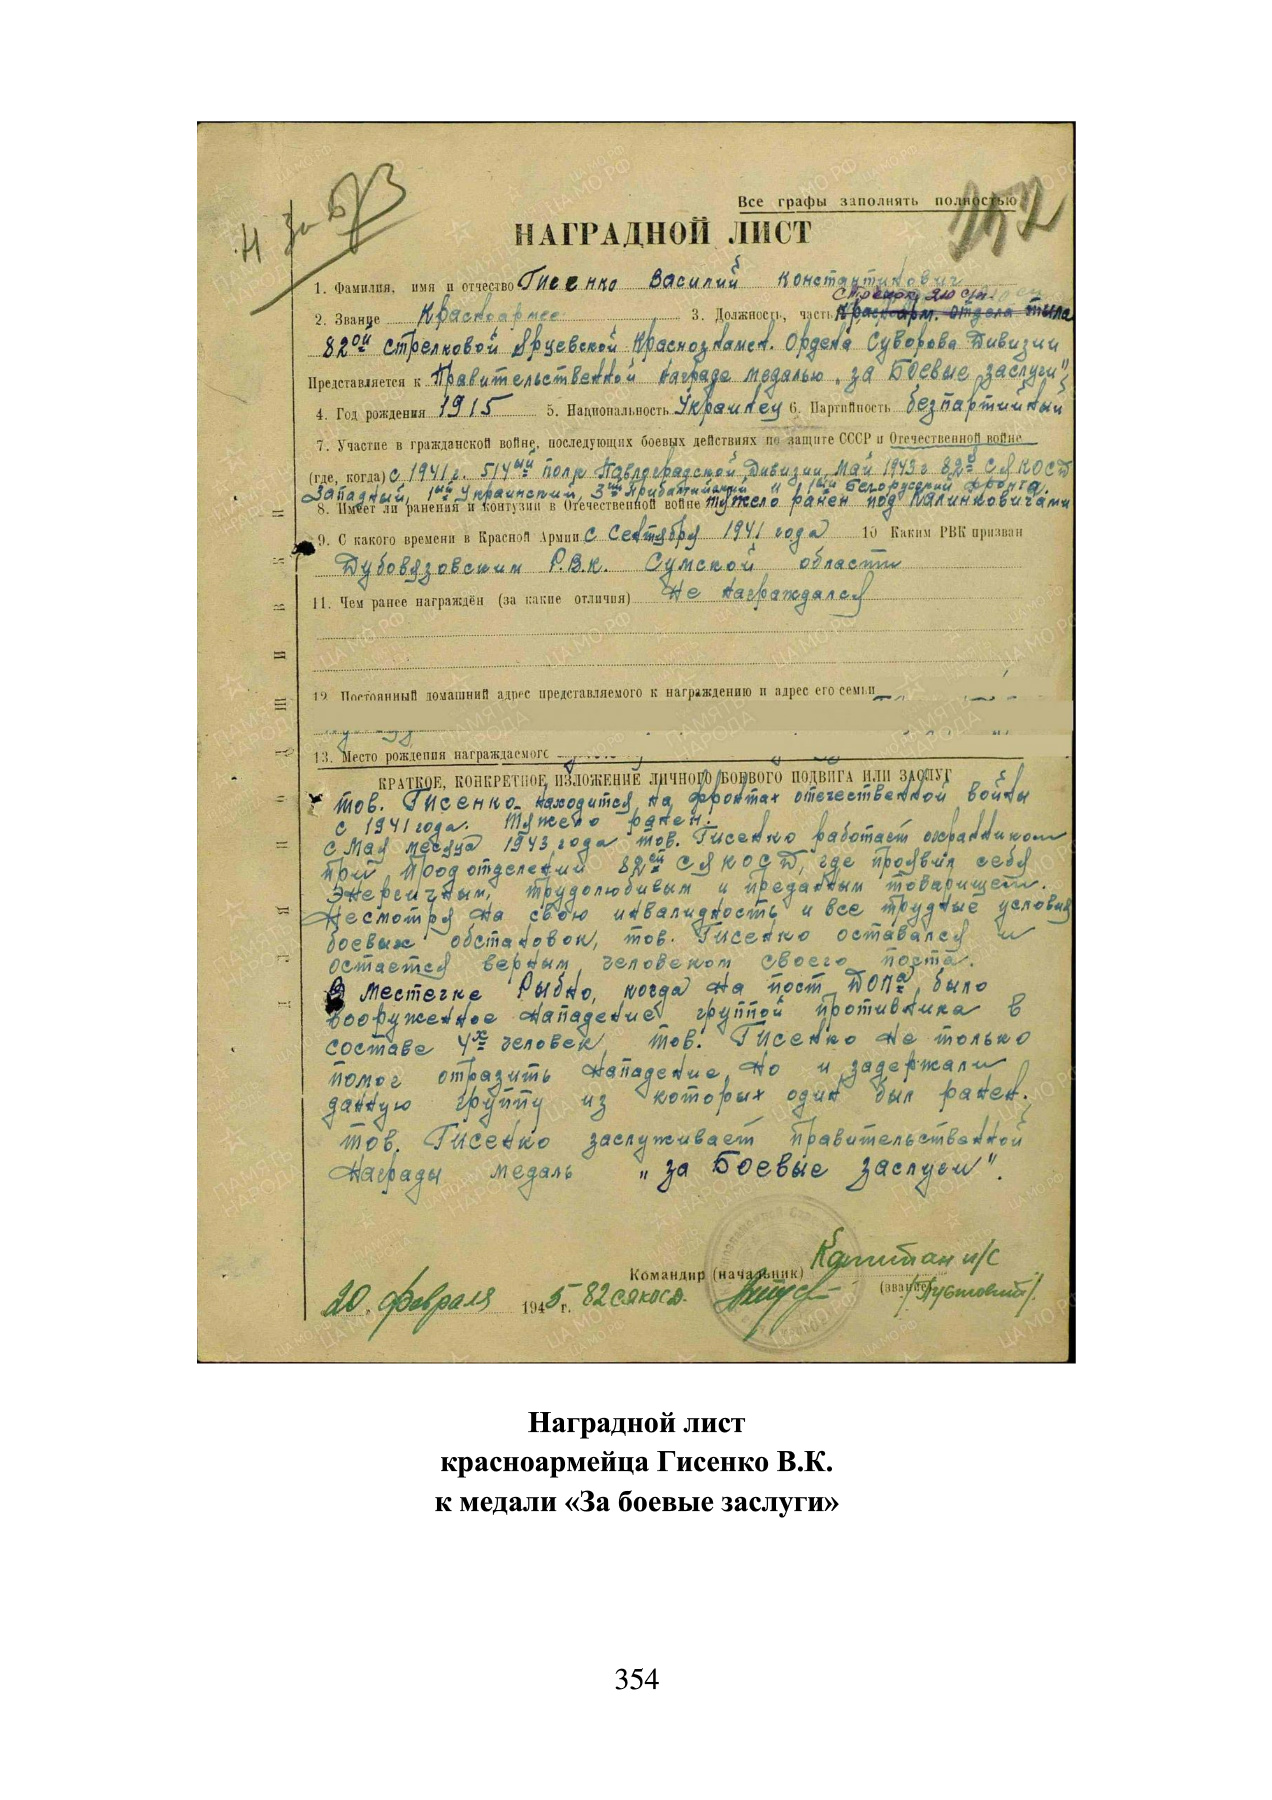 Н За БЗ
Все графы заполнять полностью
252
НАГРАДНОЙ ЛИСТ
1. Фамилия, имя и отчество Гисенко Василий Константинович
стрелок 210 сп.
2. Звание Красноармеец 3. Должность, часть Красноарм. отдела тыла
82ой стрелковой Ярцевской Краснознамен. Ордена Суворова Дивизии
Представляется к Правительственной награде медалью „за Боевые заслуги"
4. Год рождения 1915 5. Национальность Украинец 6. Партийность безпартийный
7. Участие в гражданской войне, последующих боевых действиях по защите СССР и Отечественной войне
(где, когда) с 1941 г. 514ый полк Павлоградской Дивизии, май 1943 г 82й СЯКОСД
Западный, 1ый Украинский, 3ий Прибалтийский и 1ый Белорусский фронта.
8. Имеет ли ранения и контузии в Отечественной войне тяжело ранен под Калинковичами
9. С какого времени в Красной Армии с Сентября 1941 года 10 Каким РВК призван
Дубовязовским Р.В.К. Сумской области
11. Чем ранее награждён (за какие отличия) Не награждался
12 Постоянный домашний адрес представляемого к награждению и адрес его семьи
13. Место рождения награждаемого
КРАТКОЕ, КОНКРЕТНОЕ ИЗЛОЖЕНИЕ ЛИЧНОГО БОЕВОГО ПОДВИГА ИЛИ ЗАСЛУГ
тов. Гисенко находится на фронтах отечественной войны
с 1941 года. Тяжело ранен.
с Мая месяца 1943 года тов. Гисенко работает охранником
при Продотделении 82ой СЯКОСД, где проявил себя
Энергичным, трудолюбивым и преданным товарищем.
Несмотря на свою инвалидность и все трудные условия
боевых обстановок, тов. Гисенко оставался и
остается верным человеком своего поста.
В местечке Рыбно, когда на пост ДОПа было
вооруженное нападение группой противника в
составе 4х человек тов. Гисенко не только
помог отразить нападение, но и задержали
данную группу из которых один был ранен.
тов. Гисенко заслуживает правительственной
награды медаль „за Боевые заслуги".
Капитан и/с
Командир (начальник)
20 февраля 1945 г. 82 СЯКОСД. (звание) /Пустовит/.
Наградной лист
красноармейца Гисенко В.К.
к медали «За боевые заслуги»
354